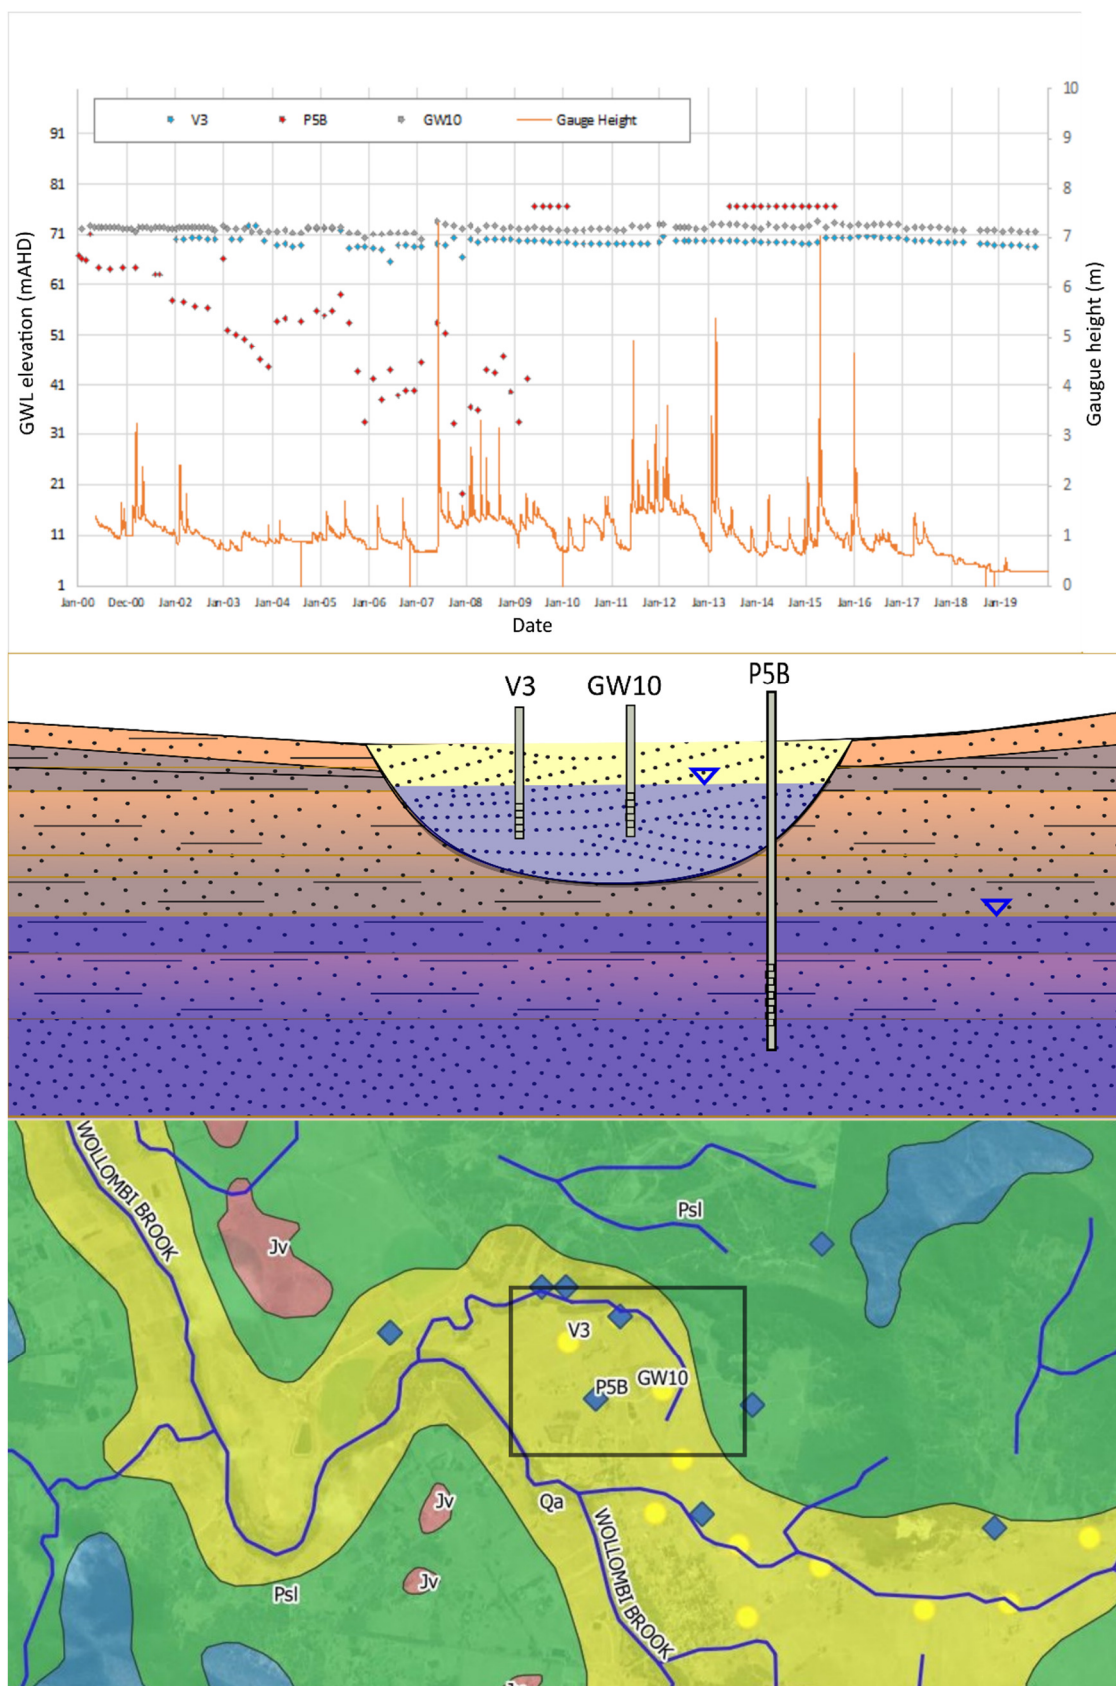 10
V3 P5B GW10 Gauge Height
91
9
81
8
71
7
61
6
51
5
41
4
31
3
21
2
11
1
1
0
GWL elevation (mAHD)
Gaugue height (m)
Jan-00 Dec-00 Jan-02 Jan-03 Jan-04 Jan-05 Jan-06 Jan-07 Jan-08 Jan-09 Jan-10 Jan-11 Jan-12 Jan-13 Jan-14 Jan-15 Jan-16 Jan-17 Jan-18 Jan-19
Date
V3 GW10 P5B
WOLLOMBI BROOK
Psl
Jv
V3
P5B GW10
Jv
Qa
WOLLOMBI BROOK
Jv
Psl